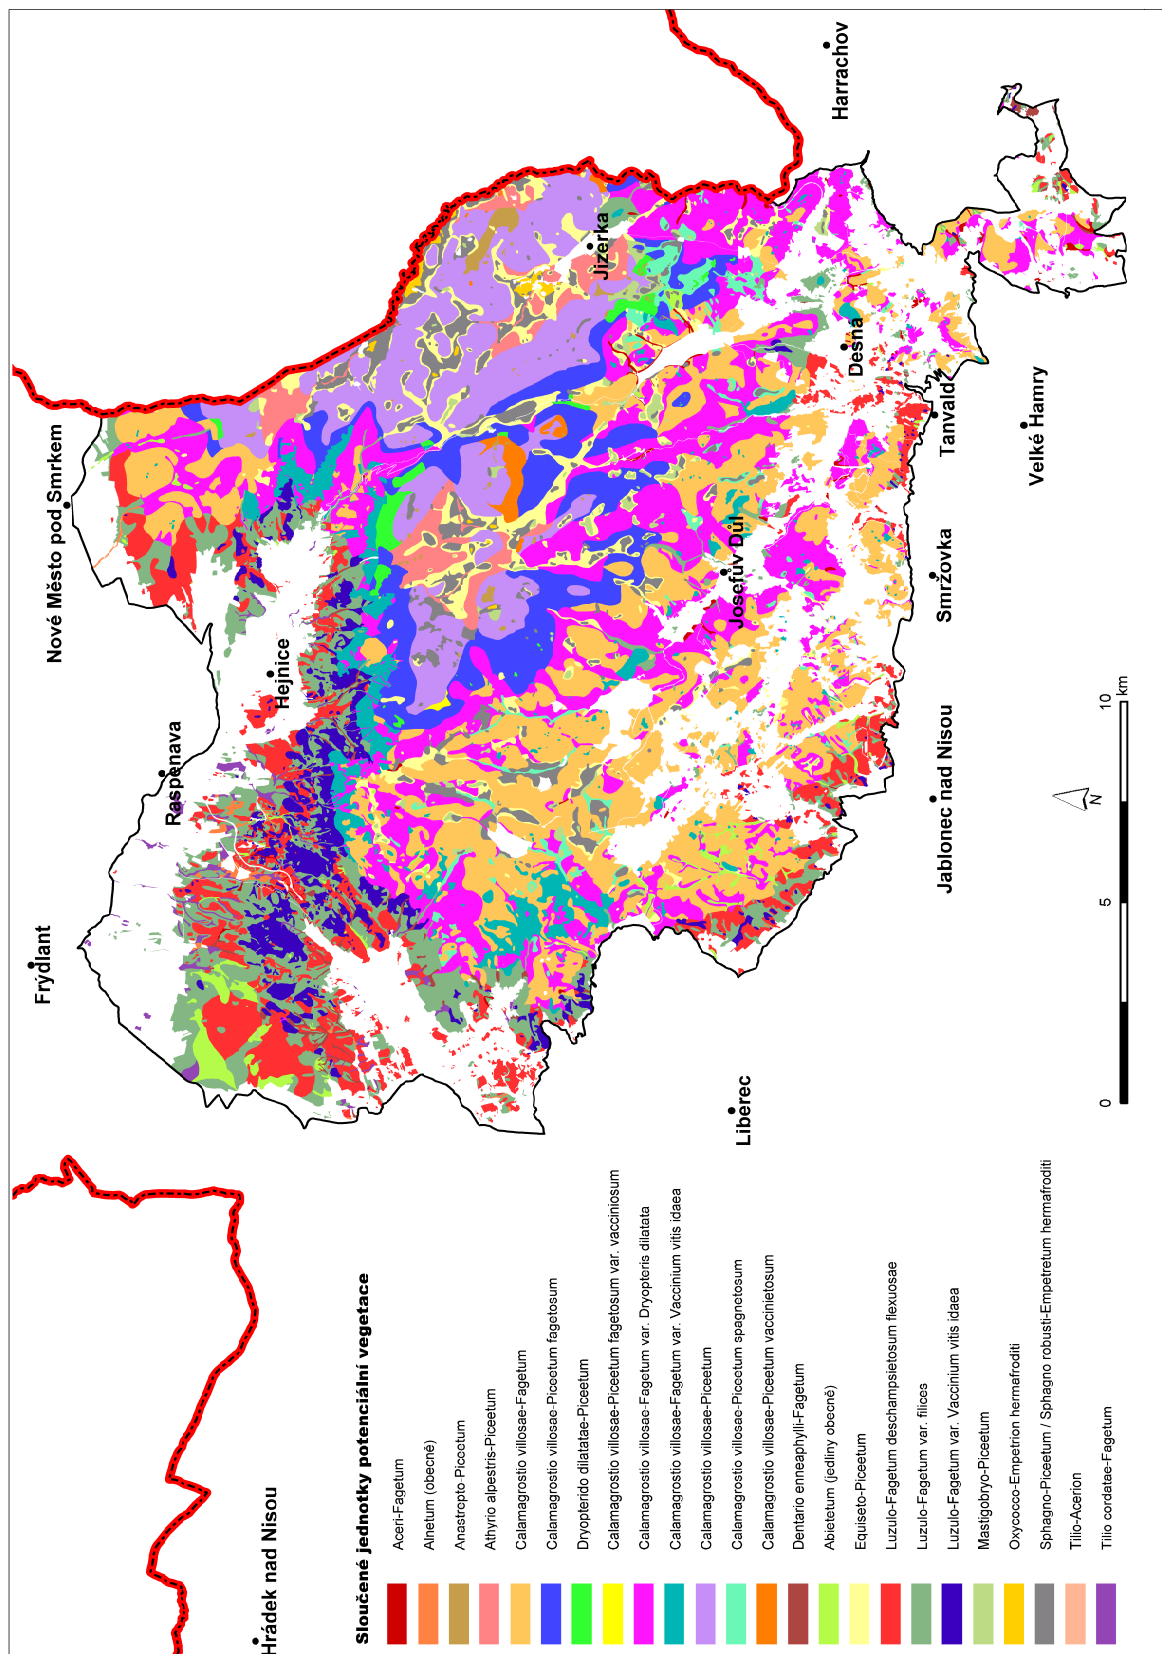 Nové Město pod Smrkem
Harrachov
Jizerka
Hejnice
Raspenava
Frýdlant
Desná
Tanvald
Velké Hamry
Josefův Důl
Smržovka
Jablonec nad Nisou
Liberec
Hrádek nad Nisou
N
0
5
10
km
Sloučené jednotky potenciální vegetace
Aceri-Fagetum
Alnetum (obecně)
Anastrepto-Piceetum
Athyrio alpestris-Piceetum
Calamagrostio villosae-Fagetum
Calamagrostio villosae-Piceetum fagetosum
Dryopterido dilatatae-Piceetum
Calamagrostio villosae-Piceetum fagetosum var. vacciniosum
Calamagrostio villosae-Fagetum var. Dryopteris dilatata
Calamagrostio villosae-Fagetum var. Vaccinium vitis idaea
Calamagrostio villosae-Piceetum
Calamagrostio villosae-Piceetum spagnetosum
Calamagrostio villosae-Piceetum vaccinietosum
Dentario enneaphylli-Fagetum
Abietetum (jedliny obecně)
Equiseto-Piceetum
Luzulo-Fagetum deschampsietosum flexuosae
Luzulo-Fagetum var. filices
Luzulo-Fagetum var. Vaccinium vitis idaea
Mastigobryo-Piceetum
Oxycocco-Empetrion hermafroditi
Sphagno-Piceetum / Sphagno robusti-Empetretum hermafroditi
Tilio-Acerion
Tilio cordatae-Fagetum